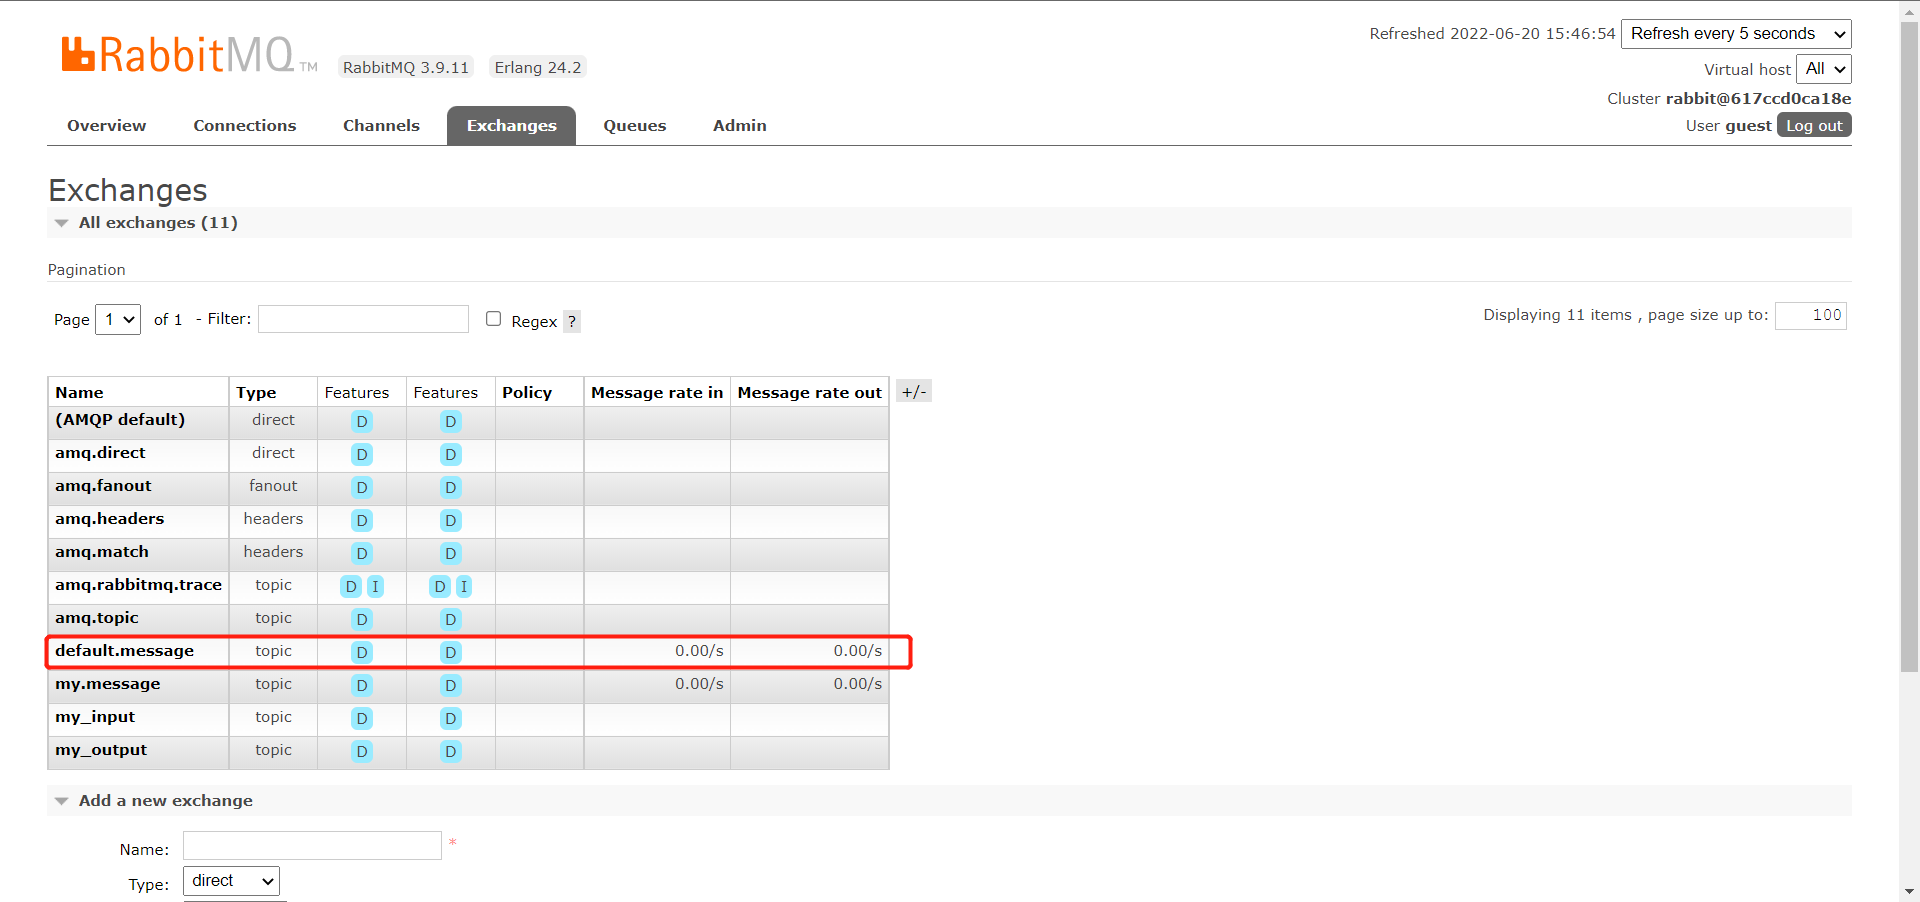 RabbitMQ TM RabbitMQ 3.9.11 Erlang 24.2
Refreshed 2022-06-20 15:46:54 Refresh every 5 seconds
Virtual host All
Cluster rabbit@617ccd0ca18e
User guest Log out
Overview Connections Channels Exchanges Queues Admin
Exchanges
All exchanges (11)
Pagination
Page 1 of 1 - Filter: Regex ? Displaying 11 items , page size up to: 100
Name Type Features Features Policy Message rate in Message rate out +/-
(AMQP default) direct D D
amq.direct direct D D
amq.fanout fanout D D
amq.headers headers D D
amq.match headers D D
amq.rabbitmq.trace topic D I D I
amq.topic topic D D
default.message topic D D 0.00/s 0.00/s
my.message topic D D 0.00/s 0.00/s
my_input topic D D
my_output topic D D
Add a new exchange
Name: *
Type: direct